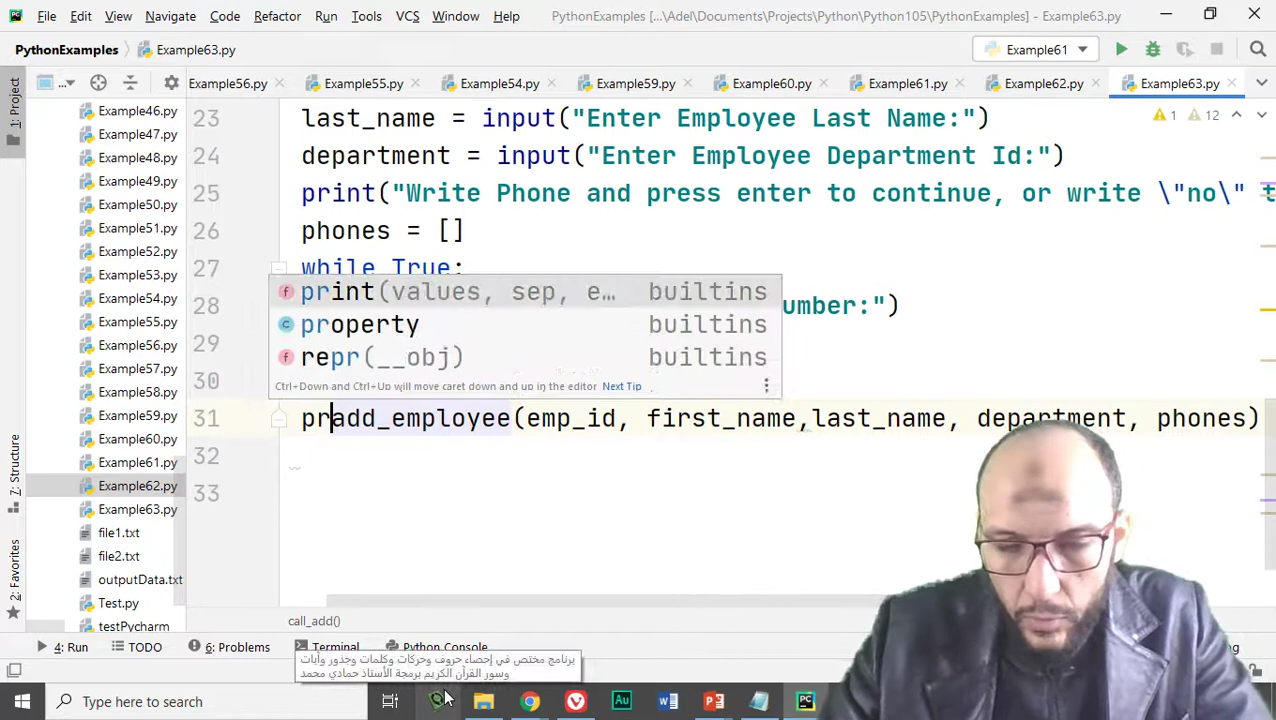 File Edit View Navigate Code Refactor Run Tools VCS Window Help PythonExamples [...\Adel\Documents\Projects\Python\Python105\PythonExamples] - Example63.py
PythonExamples Example63.py Example61
Example56.py Example55.py Example54.py Example59.py Example60.py Example61.py Example62.py Example63.py
1: Project
7: Structure
2: Favorites
Example46.py
Example47.py
Example48.py
Example49.py
Example50.py
Example51.py
Example52.py
Example53.py
Example54.py
Example55.py
Example56.py
Example57.py
Example58.py
Example59.py
Example60.py
Example61.py
Example62.py
Example63.py
file1.txt
file2.txt
outputData.txt
Test.py
testPycharm
1 12
23 last_name = input("Enter Employee Last Name:")
24 department = input("Enter Employee Department Id:")
25 print("Write Phone and press enter to continue, or write \"no\" t
26 phones = []
27 while True:
28 umber:")
29
30
31 pradd_employee(emp_id, first_name,last_name, department, phones)
32
33
print(values, sep, e... builtins
property builtins
repr(__obj) builtins
Ctrl+Down and Ctrl+Up will move caret down and up in the editor Next Tip
call_add()
4: Run TODO 6: Problems Terminal Python Console
برنامج مختص في إحصاء حروف وحركات وكلمات وجذور وآيات
وسور القرآن الكريم برمجة الأستاذ حمادي محمد
Type here to search